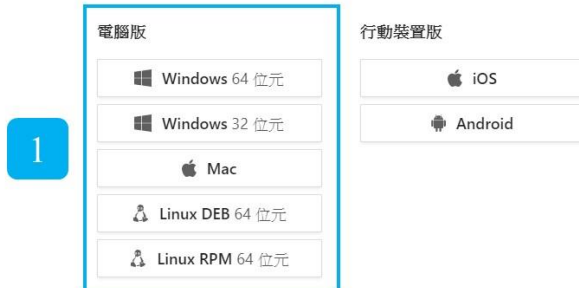 電腦版
Windows 64 位元
Windows 32 位元
Mac
Linux DEB 64 位元
Linux RPM 64 位元
行動裝置版
iOS
Android
1